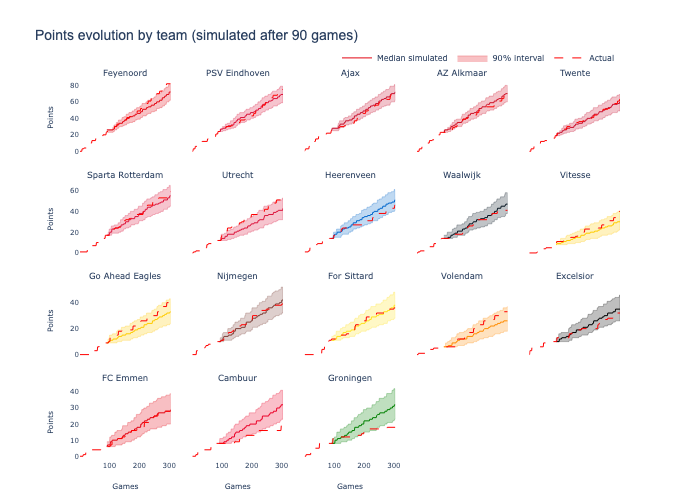 Points evolution by team (simulated after 90 games)
Median simulated 90% interval Actual
Feyenoord PSV Eindhoven Ajax AZ Alkmaar Twente
Points
80
60
40
20
0
Sparta Rotterdam Utrecht Heerenveen Waalwijk Vitesse
Points
60
40
20
0
Go Ahead Eagles Nijmegen For Sittard Volendam Excelsior
Points
40
20
0
FC Emmen Cambuur Groningen
Points
40
30
20
10
0
100 200 300 100 200 300 100 200 300
Games Games Games